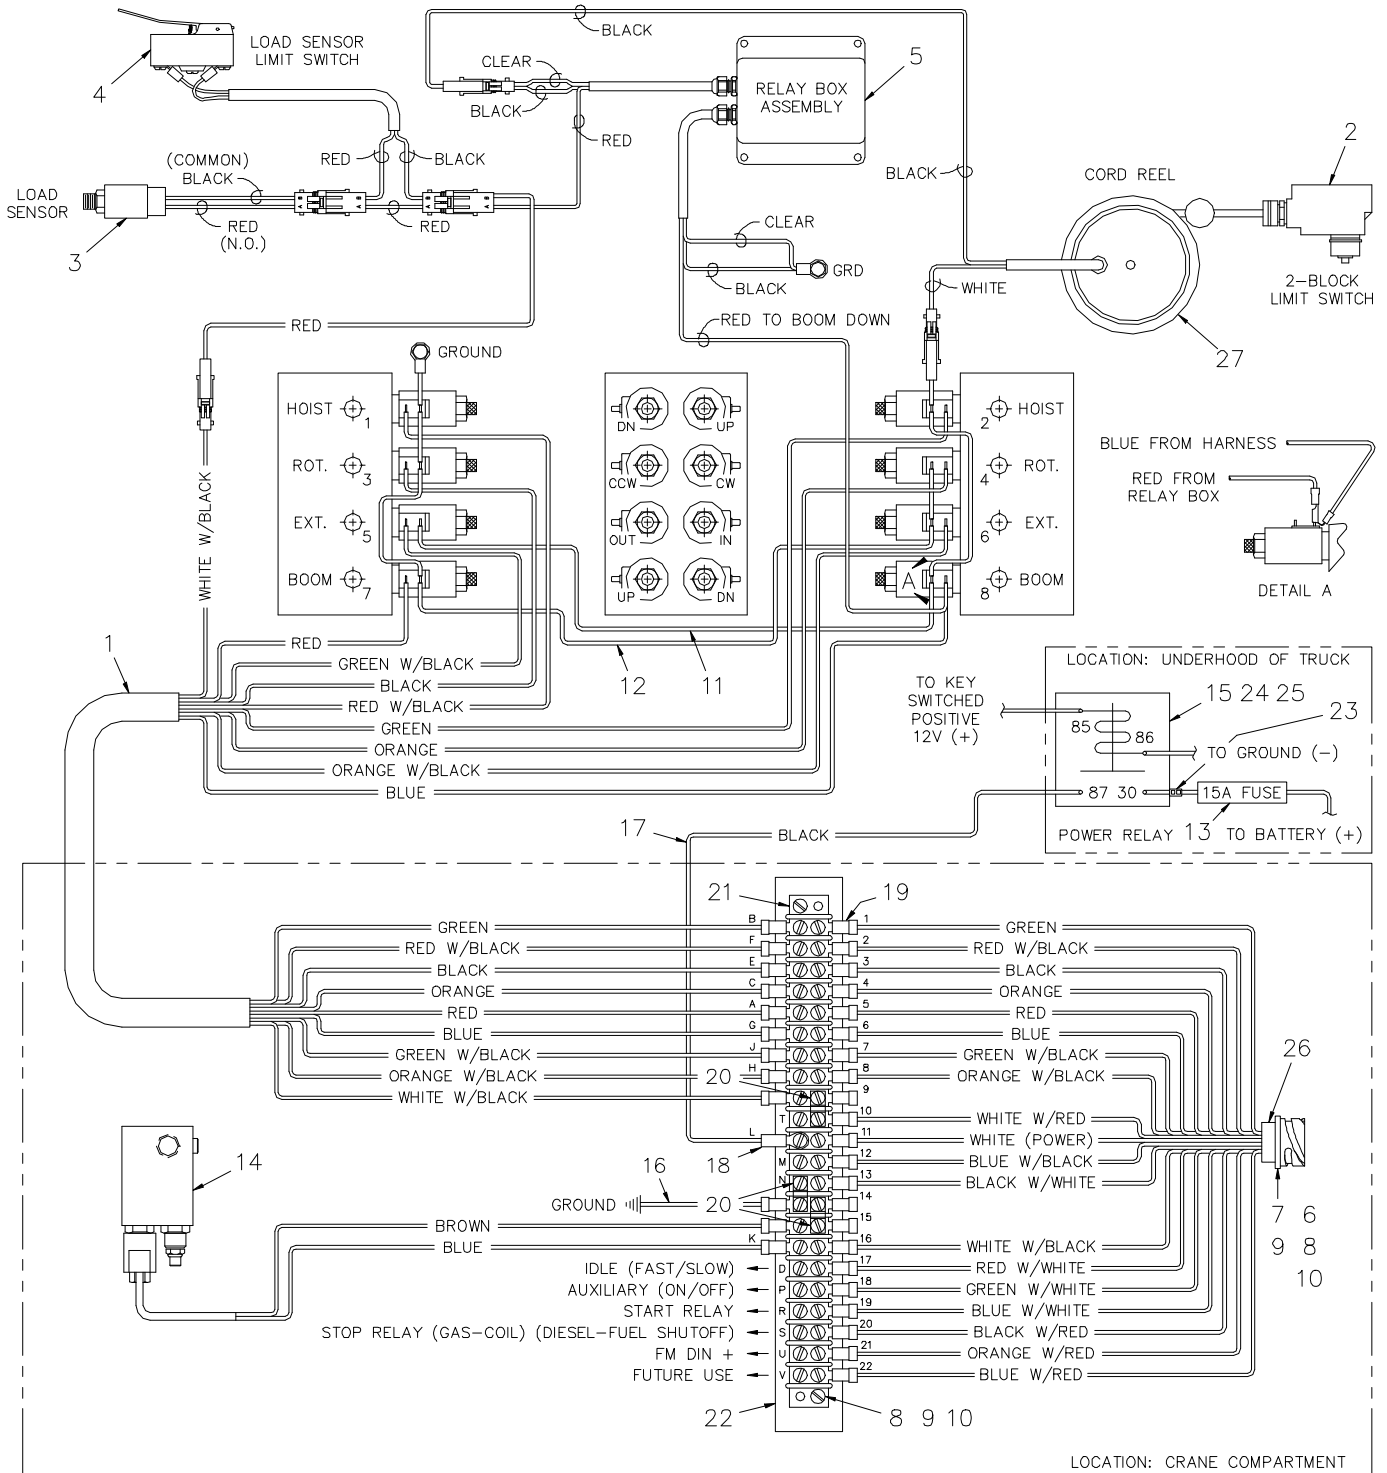 BLACK
LOAD SENSOR
LIMIT SWITCH
4
CLEAR
BLACK
5
RELAY BOX
ASSEMBLY
RED
2
RED
BLACK
(COMMON)
BLACK
BLACK
CORD REEL
LOAD
SENSOR
3
RED
(N.O.)
A
B
A
B
RED
CLEAR
GRD
BLACK
WHITE
2-BLOCK
LIMIT SWITCH
27
RED TO BOOM DOWN
RED
GROUND
HOIST
1
ROT.
3
EXT.
5
BOOM
7
DN
UP
CCW
CW
OUT
IN
UP
DN
2
HOIST
4
ROT.
6
EXT.
8
BOOM
A
BLUE FROM HARNESS
RED FROM
RELAY BOX
DETAIL A
WHITE W/BLACK
1
RED
GREEN W/BLACK
BLACK
RED W/BLACK
GREEN
ORANGE
ORANGE W/BLACK
BLUE
12
11
LOCATION: UNDERHOOD OF TRUCK
TO KEY
SWITCHED
POSITIVE
12V (+)
15 24 25
23
85
86
TO GROUND (-)
87 30
15A FUSE
POWER RELAY
13
TO BATTERY (+)
17
BLACK
21
19
B
GREEN
1
GREEN
F
RED W/BLACK
2
RED W/BLACK
E
BLACK
3
BLACK
C
ORANGE
4
ORANGE
A
RED
5
RED
G
BLUE
6
BLUE
J
GREEN W/BLACK
7
GREEN W/BLACK
H
ORANGE W/BLACK
8
ORANGE W/BLACK
20
WHITE W/BLACK
9
T
10
WHITE W/RED
L
11
WHITE (POWER)
18
M
12
BLUE W/BLACK
N
13
BLACK W/WHITE
16
GROUND
20
14
BROWN
15
K
BLUE
16
WHITE W/BLACK
IDLE (FAST/SLOW)
D
17
RED W/WHITE
AUXILIARY (ON/OFF)
P
18
GREEN W/WHITE
START RELAY
R
19
BLUE W/WHITE
STOP RELAY (GAS-COIL) (DIESEL-FUEL SHUTOFF)
S
20
BLACK W/RED
FM DIN +
U
21
ORANGE W/RED
FUTURE USE
V
22
BLUE W/RED
14
26
7 6
9 8
10
22
8 9 10
LOCATION: CRANE COMPARTMENT